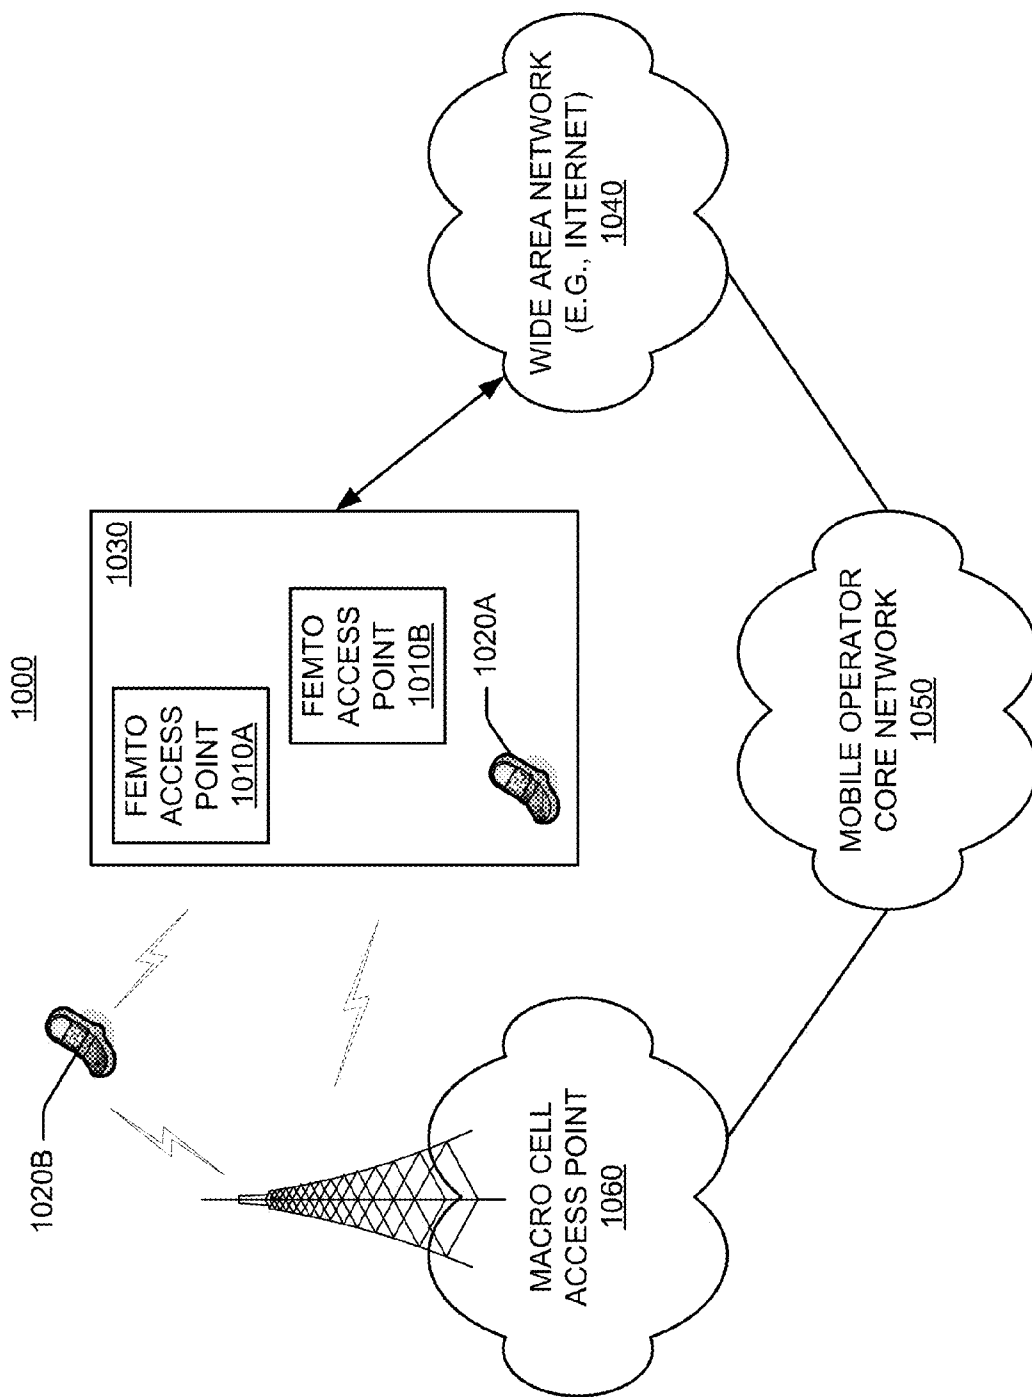 1000
1020B
FEMTO
ACCESS
POINT
1010A
1030
FEMTO
ACCESS
POINT
1010B
1020A
MACRO CELL
ACCESS POINT
1060
WIDE AREA NETWORK
(E.G., INTERNET)
1040
MOBILE OPERATOR
CORE NETWORK
1050